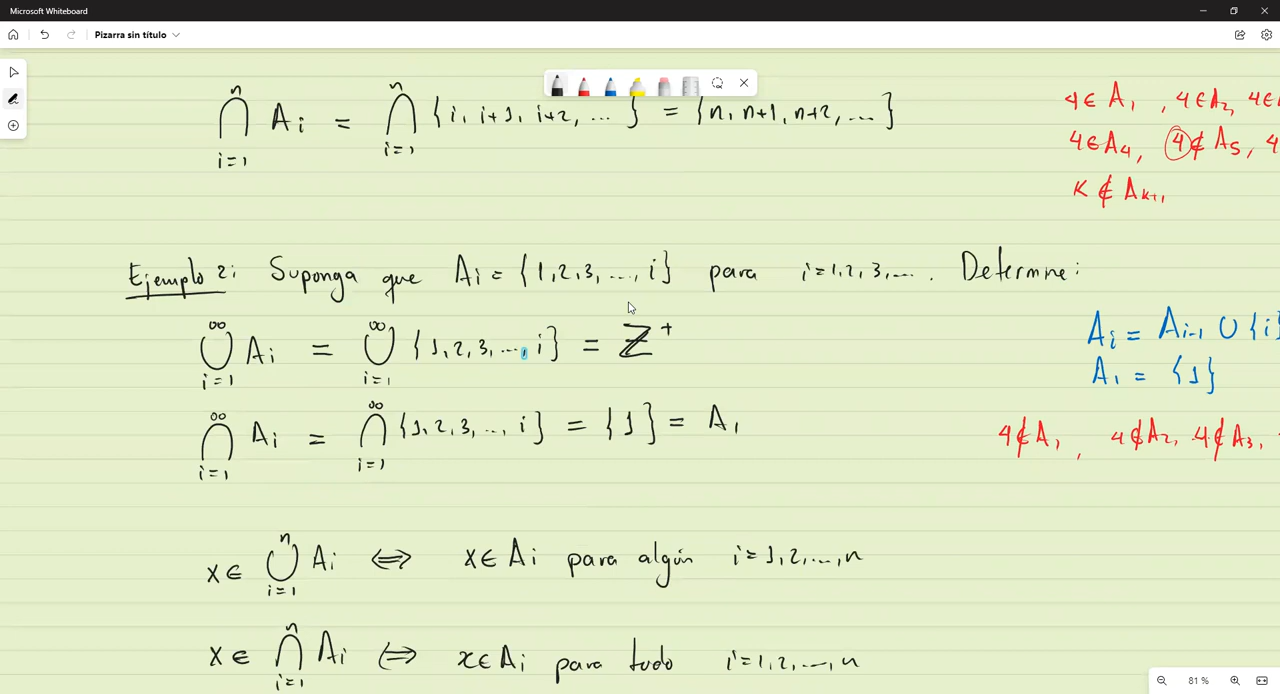 Microsoft Whiteboard
Pizarra sin título
n ⋂ i=1 Ai = n ⋂ i=1 {i, i+1, i+2, ...} = {n, n+1, n+2, ...}
4 ∈ A1, 4 ∈ A2, 4 ∈
4 ∈ A4, 4 ∉ A5, 4
K ∉ AK+1
Ejemplo 2: Suponga que Ai = {1, 2, 3, ..., i} para i = 1, 2, 3, ... . Determine:
∞ ⋃ i=1 Ai = ∞ ⋃ i=1 {1, 2, 3, ..., i} = ℤ+
Ai = Ai-1 ∪ {i}
A1 = {1}
∞ ⋂ i=1 Ai = ∞ ⋂ i=1 {1, 2, 3, ..., i} = {1} = A1
4 ∉ A1, 4 ∉ A2, 4 ∉ A3,
x ∈ n ⋃ i=1 Ai ⇔ x ∈ Ai para algún i = 1, 2, ..., n
x ∈ n ⋂ i=1 Ai ⇔ x ∈ Ai para todo i = 1, 2, ..., n
81 %